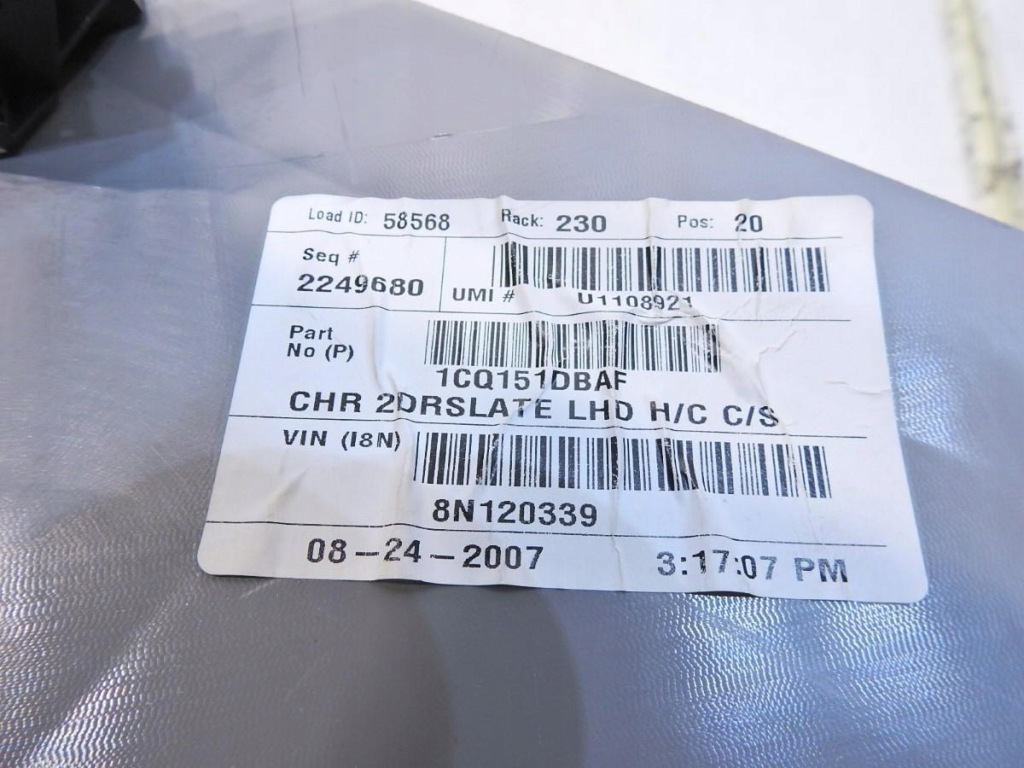 Load ID: 58568 Rack: 230 Pos: 20
Seq #
2249680
UMI # U1108921
Part
No (P)
1CQ151DBAF
CHR 2DRSLATE LHD H/C C/S
VIN (I8N)
8N120339
08-24-2007 3:17:07 PM